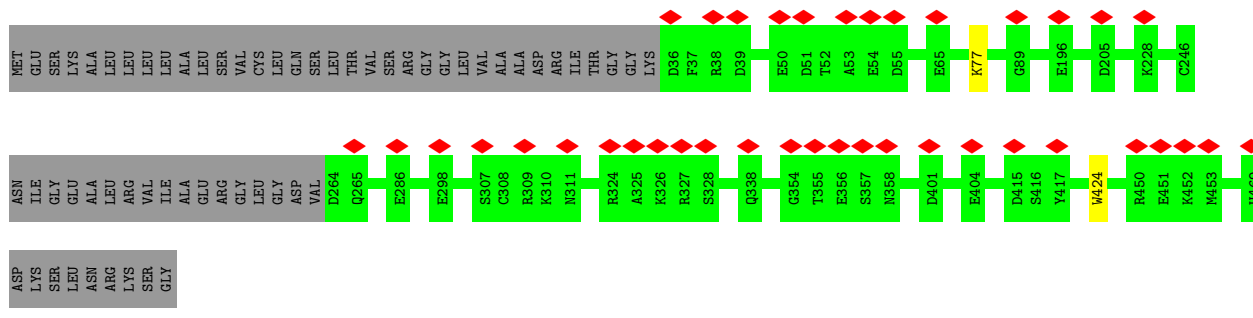 MET GLU SER LYS ALA LEU LEU LEU LEU ALA LEU SER VAL CYS LEU GLN SER LEU THR VAL SER ARG GLY GLY LEU VAL ALA ALA ASP ARG ILE THR GLY GLY LYS D36 F37 R38 D39 E50 D51 T52 A53 E54 D55 E65 K77 G89 E196 D205 K228 C246
ASN ILE GLY GLU ALA LEU ARG VAL ILE ALA GLU ARG GLY LEU GLY ASP VAL D264 Q265 E286 E298 S307 C308 R309 K310 N311 R324 A325 K326 R327 S328 Q338 G354 T355 E356 S357 N358 D401 E404 D415 S416 Y417 W424 R450 E451 K452 M453
ASP LYS SER LEU ASN ARG LYS SER GLY